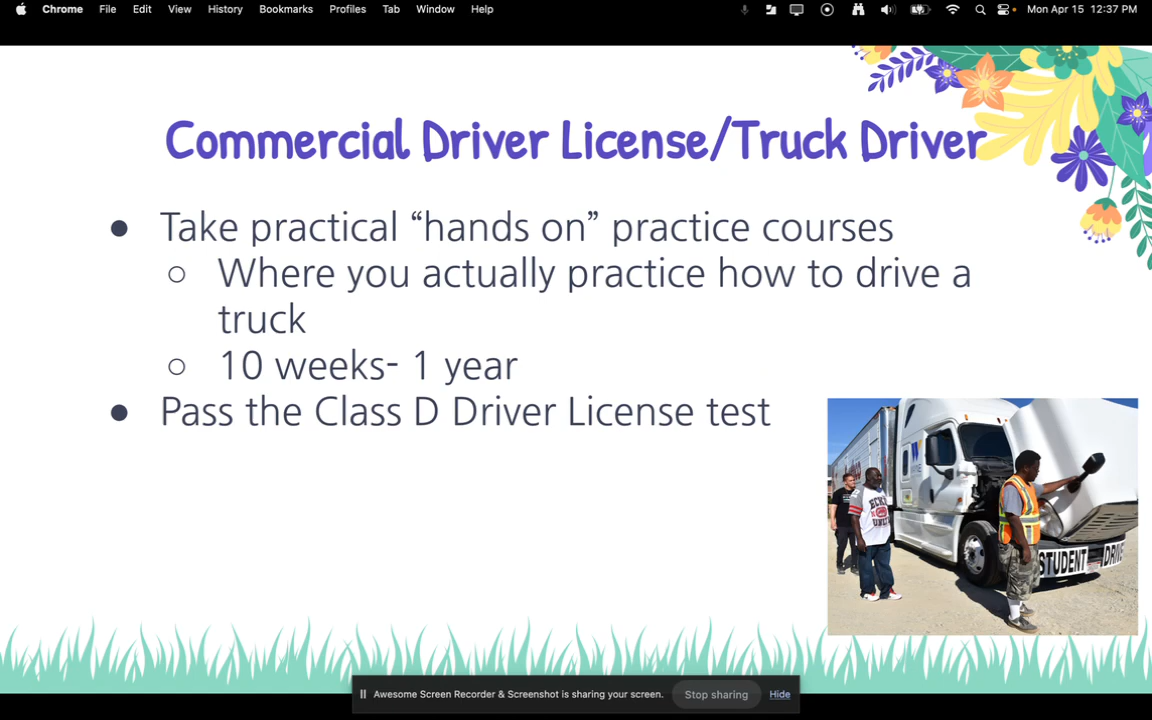 Chrome File Edit View History Bookmarks Profiles Tab Window Help Mon Apr 15 12:37 PM
Commercial Driver License/Truck Driver
Take practical “hands on” practice courses
Where you actually practice how to drive a
truck
10 weeks- 1 year
Pass the Class D Driver License test
STUDENT DRIVE
Awesome Screen Recorder & Screenshot is sharing your screen. Stop sharing Hide